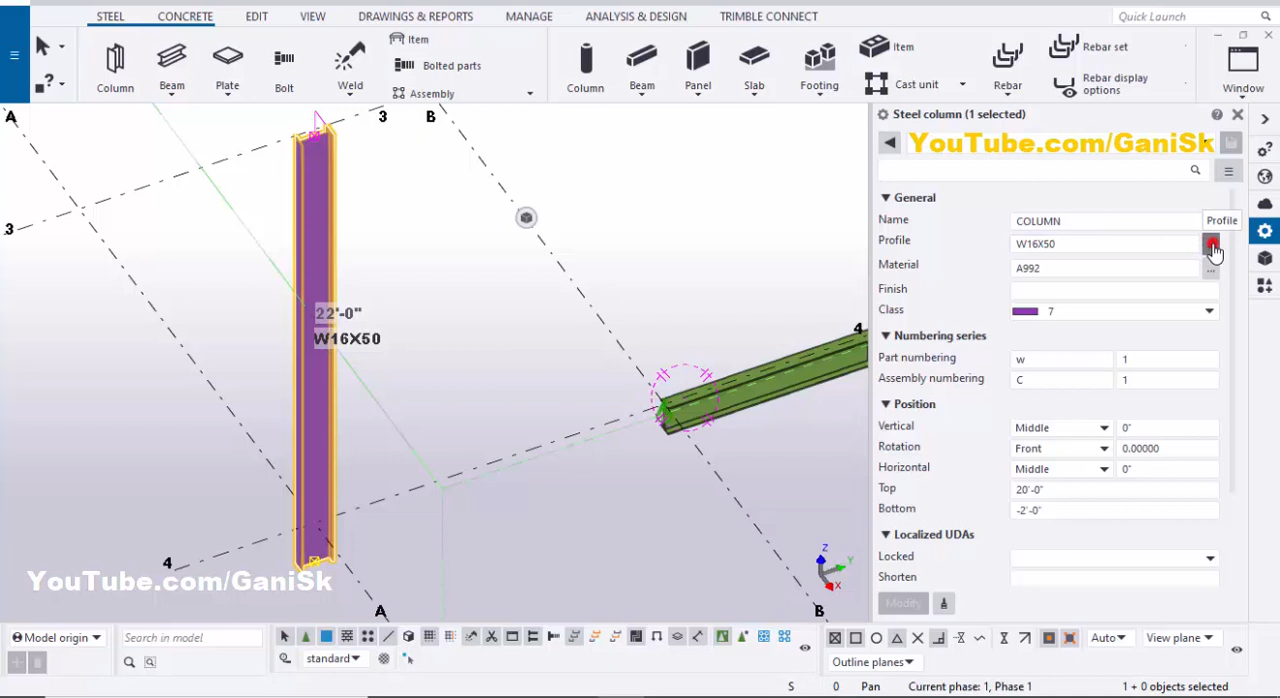 STEEL CONCRETE EDIT VIEW DRAWINGS & REPORTS MANAGE ANALYSIS & DESIGN TRIMBLE CONNECT Quick Launch
Column Beam Plate Bolt Weld Item Bolted parts Assembly Column Beam Panel Slab Footing Item Cast unit Rebar Rebar set Rebar display options Window
A
3
B
3
22'-0"
W16X50
4
4
A
B
Z
Y
X
YouTube.com/GaniSk
Steel column (1 selected)
YouTube.com/GaniSk
General
Profile
Name COLUMN
Profile W16X50
Material A992 ...
Finish
Class 7
Numbering series
Part numbering w 1
Assembly numbering C 1
Position
Vertical Middle 0"
Rotation Front 0.00000
Horizontal Middle 0"
Top 20'-0"
Bottom -2'-0"
Localized UDAs
Locked
Shorten
Modify
Model origin Search in model Auto View plane
standard Outline planes
S 0 Pan Current phase: 1, Phase 1 1 + 0 objects selected